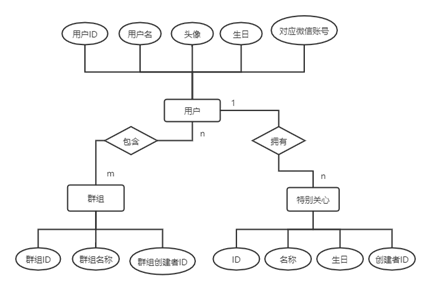 用户ID
用户名
头像
生日
对应微信账号
用户
1
n
包含
拥有
m
n
群组
特别关心
群组ID
群组名称
群组创建者ID
ID
名称
生日
创建者ID